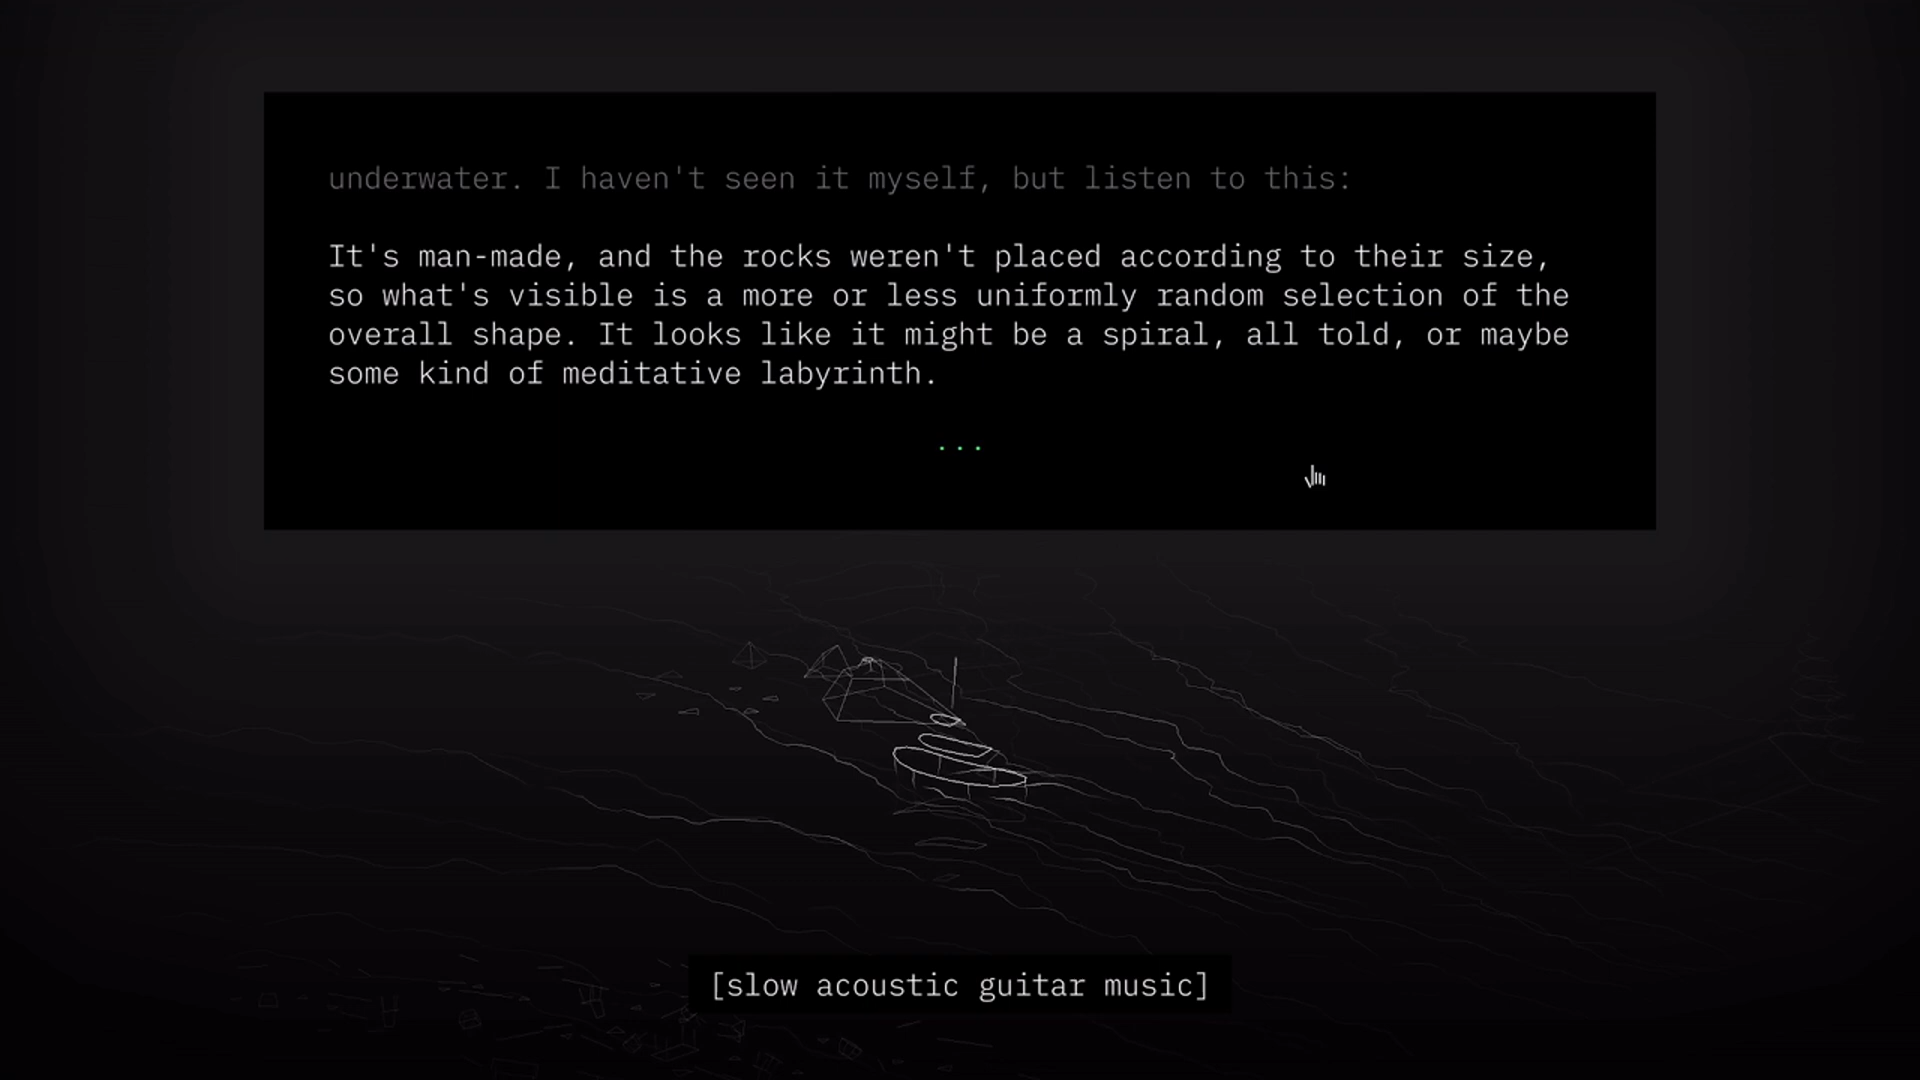 underwater. I haven't seen it myself, but listen to this:
It's man-made, and the rocks weren't placed according to their size,
so what's visible is a more or less uniformly random selection of the
overall shape. It looks like it might be a spiral, all told, or maybe
some kind of meditative labyrinth.
...
[slow acoustic guitar music]